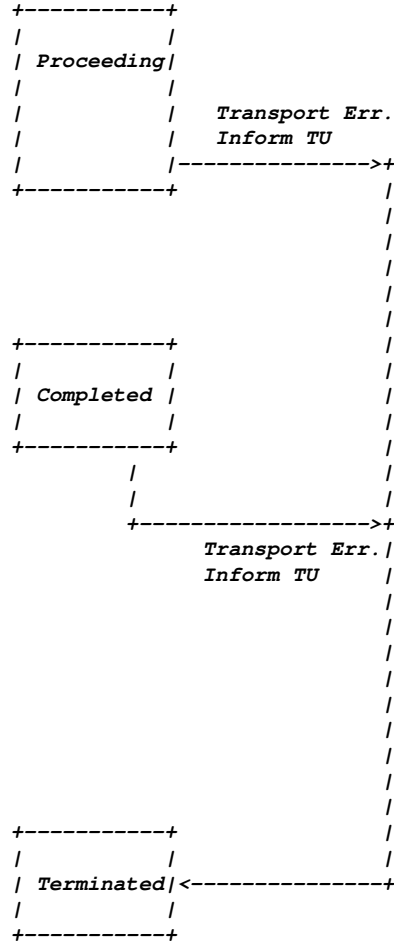 Proceeding
Transport Err.
Inform TU
Completed
Transport Err.
Inform TU
Terminated